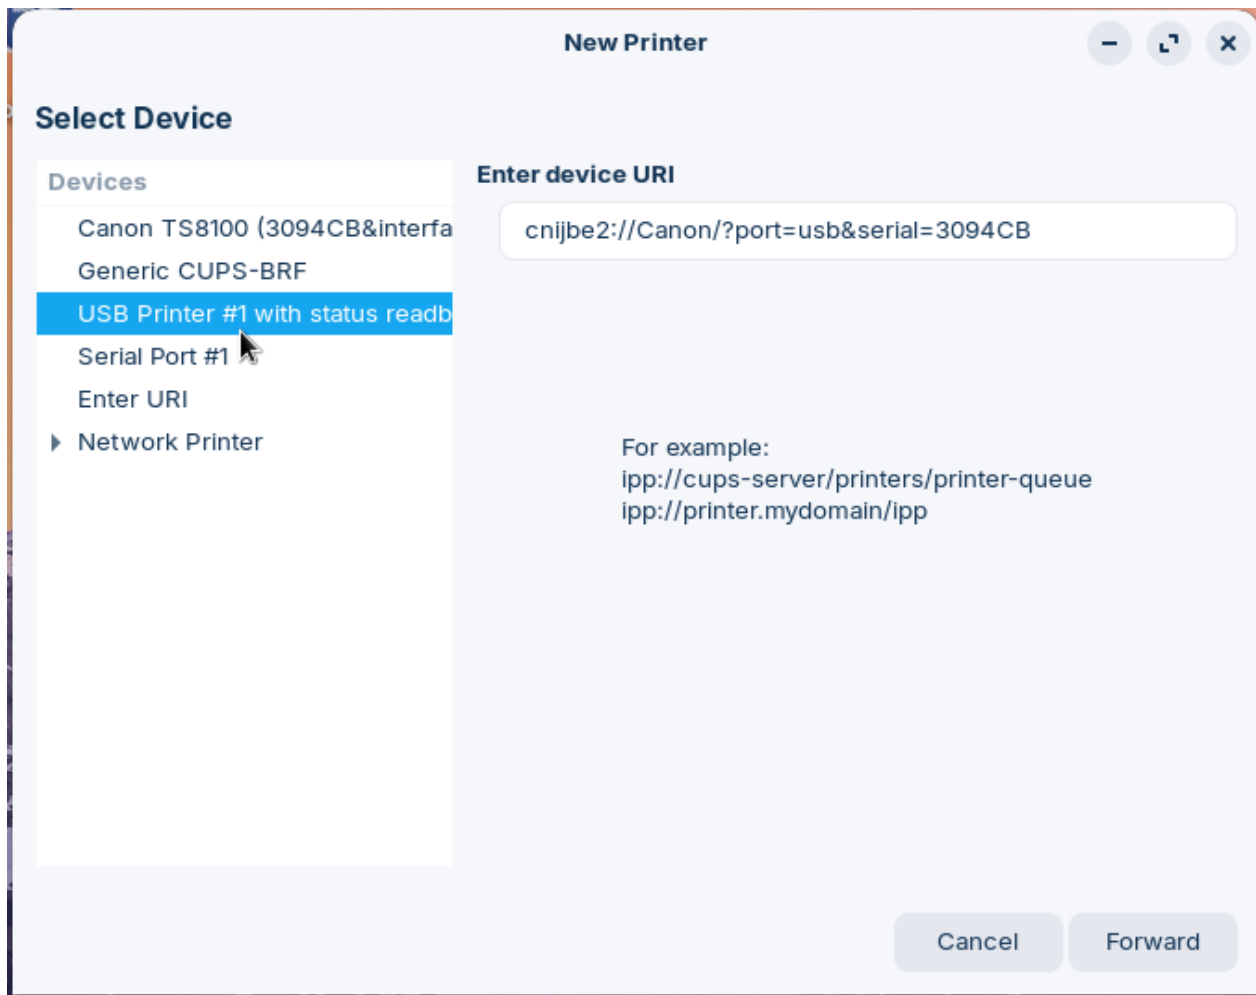 New Printer
Select Device
Devices
Canon TS8100 (3094CB&interfa
Generic CUPS-BRF
USB Printer #1 with status readb
Serial Port #1
Enter URI
Network Printer
Enter device URI
cnijbe2://Canon/?port=usb&serial=3094CB
For example:
ipp://cups-server/printers/printer-queue
ipp://printer.mydomain/ipp
Cancel
Forward